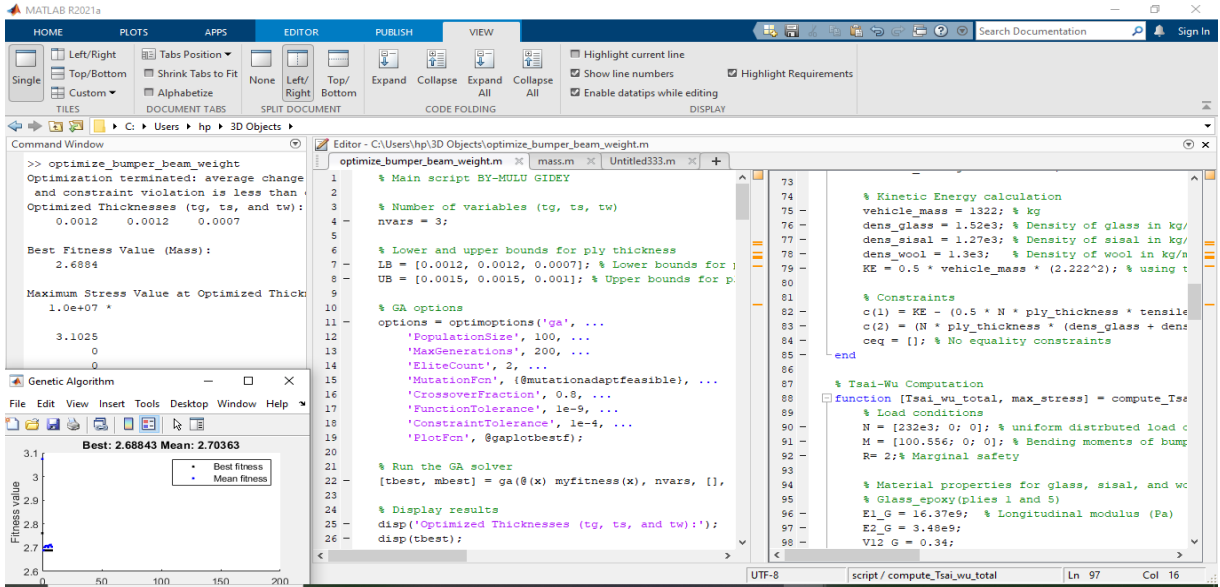 MATLAB R2021a
HOME PLOTS APPS EDITOR PUBLISH VIEW
Search Documentation
Sign In
Single
Left/Right
Top/Bottom
Custom
TILES
Tabs Position
Shrink Tabs to Fit
Alphabetize
DOCUMENT TABS
None Left/Right Top/Bottom
SPLIT DOCUMENT
Expand Collapse Expand All Collapse All
CODE FOLDING
Highlight current line
Show line numbers
Enable datatips while editing
Highlight Requirements
DISPLAY
C: Users hp 3D Objects
Command Window
>> optimize_bumper_beam_weight
Optimization terminated: average change
and constraint violation is less than
Optimized Thicknesses (tg, ts, and tw):
0.0012 0.0012 0.0007
Best Fitness Value (Mass):
2.6884
Maximum Stress Value at Optimized Thick
1.0e+07 *
3.1025
0
0
Genetic Algorithm
File Edit View Insert Tools Desktop Window Help
Best: 2.68843 Mean: 2.70363
Best fitness
Mean fitness
Fitness value
3.1
3
2.9
2.8
2.7
2.6
0 50 100 150 200
Editor - C:\Users\hp\3D Objects\optimize_bumper_beam_weight.m
optimize_bumper_beam_weight.m mass.m Untitled333.m +
1 % Main script BY-MULU GIDEY
2
3 % Number of variables (tg, ts, tw)
4 - nvars = 3;
5
6 % Lower and upper bounds for ply thickness
7 - LB = [0.0012, 0.0012, 0.0007]; % Lower bounds for
8 - UB = [0.0015, 0.0015, 0.001]; % Upper bounds for p
9
10 % GA options
11 - options = optimoptions('ga', ...
12 'PopulationSize', 100, ...
13 'MaxGenerations', 200, ...
14 'EliteCount', 2, ...
15 'MutationFcn', {@mutationadaptfeasible}, ...
16 'CrossoverFraction', 0.8, ...
17 'FunctionTolerance', 1e-9, ...
18 'ConstraintTolerance', 1e-4, ...
19 'PlotFcn', @gaplotbestf);
20
21 % Run the GA solver
22 - [tbest, mbest] = ga(@(x) myfitness(x), nvars, [],
23
24 % Display results
25 - disp('Optimized Thicknesses (tg, ts, and tw):');
26 - disp(tbest);
73
74 % Kinetic Energy calculation
75 - vehicle_mass = 1322; % kg
76 - dens_glass = 1.52e3; % Density of glass in kg/
77 - dens_sisal = 1.27e3; % Density of sisal in kg/
78 - dens_wool = 1.3e3; % Density of wool in kg/m
79 - KE = 0.5 * vehicle_mass * (2.222^2); % using t
80
81 % Constraints
82 - c(1) = KE - (0.5 * N * ply_thickness * tensile
83 - c(2) = (N * ply_thickness * (dens_glass + dens
84 - ceq = []; % No equality constraints
85 - end
86
87 % Tsai-Wu Computation
88 function [Tsai_wu_total, max_stress] = compute_Tsa
89 % Load conditions
90 - N = [232e3; 0; 0]; % uniform distrbuted load c
91 - M = [100.556; 0; 0]; % Bending moments of bump
92 - R= 2;% Marginal safety
93
94 % Material properties for glass, sisal, and wo
95 % Glass_epoxy(plies 1 and 5)
96 - E1_G = 16.37e9; % Longitudinal modulus (Pa)
97 - E2_G = 3.48e9;
98 - V12_G = 0.34;
UTF-8 script / compute_Tsai_wu_total Ln 97 Col 16